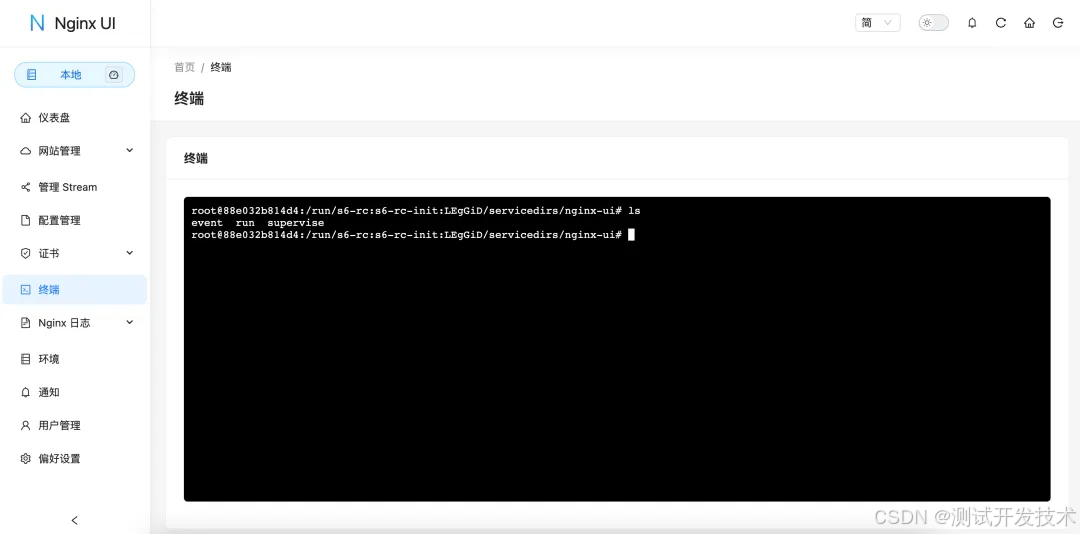 Nginx UI
简
本地
首页 / 终端
终端
仪表盘
网站管理
管理 Stream
配置管理
证书
终端
Nginx 日志
环境
通知
用户管理
偏好设置
终端
root@88e032b814d4:/run/s6-rc:s6-rc-init:LEgGiD/servicedirs/nginx-ui# ls
event run supervise
root@88e032b814d4:/run/s6-rc:s6-rc-init:LEgGiD/servicedirs/nginx-ui#
CSDN @测试开发技术